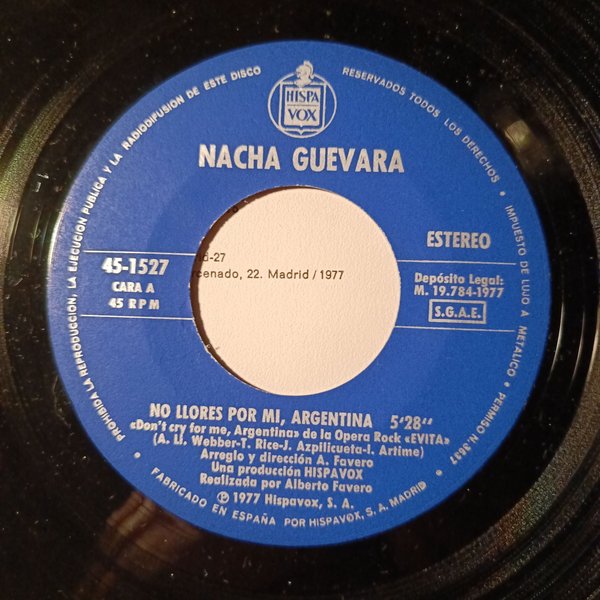 HISPA
VOX
NACHA GUEVARA
ESTEREO
45-1527
CARA A
45 RPM
Depósito Legal:
M. 19.784-1977
S.G.A.E.
-27
cenado, 22. Madrid / 1977
NO LLORES POR MI, ARGENTINA 5'28"
«Don't cry for me, Argentina» de la Opera Rock «EVITA»
(A. Ll. Webber-T. Rice-J. Azpilicueta-I. Artime)
Arreglo y dirección A. Favero
Una producción HISPAVOX
Realizada por Alberto Favero
Ⓟ 1977 Hispavox, S. A.
PROHIBIDA LA REPRODUCCIÓN, LA EJECUCION PUBLICA Y LA RADIODIFUSION DE ESTE DISCO
RESERVADOS TODOS LOS DERECHOS • IMPUESTO DE LUJO A METALICO • PERMISO N.
• FABRICADO EN ESPAÑA POR HISPAVOX, S. A. MADRID •